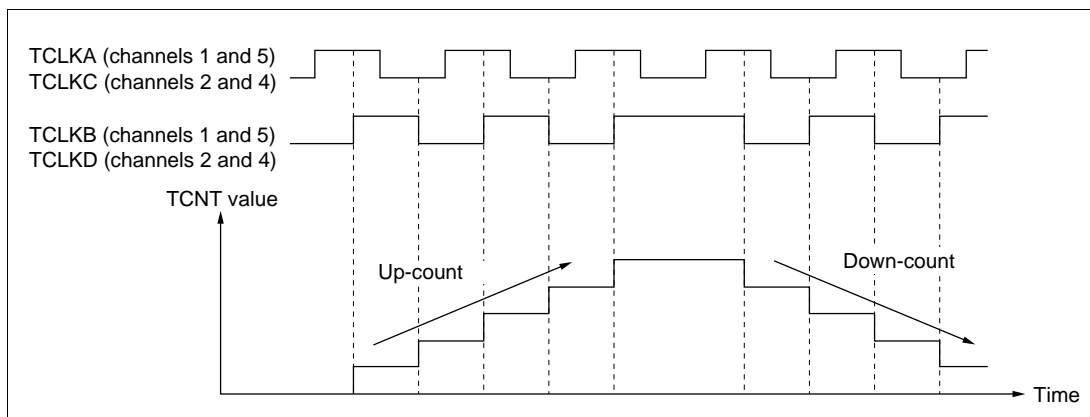 TCLKA (channels 1 and 5)
TCLKC (channels 2 and 4)
TCLKB (channels 1 and 5)
TCLKD (channels 2 and 4)
TCNT value
Up-count
Down-count
Time